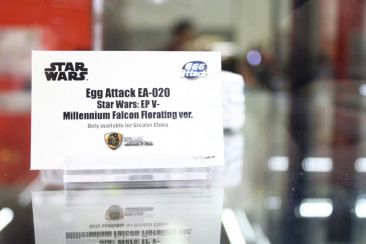 STAR WARS
EGG attack
Egg Attack EA-020
Star Wars: EP V-
Millennium Falcon Florating ver.
Only available for Greater China